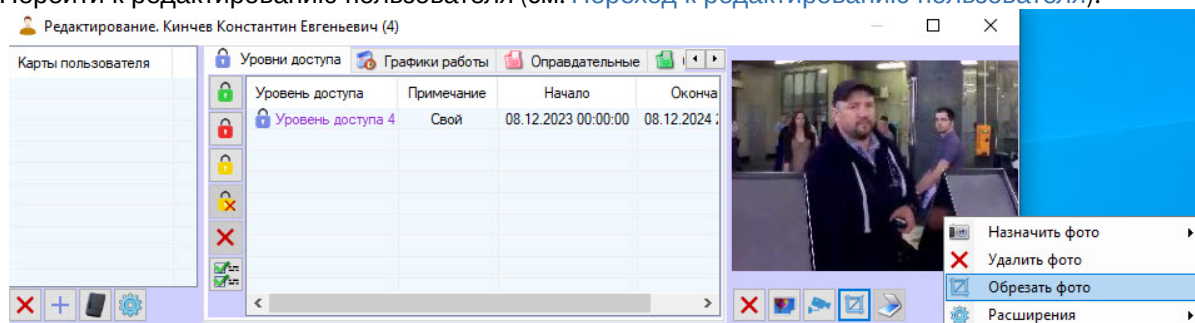 Перейти к редактированию пользователя (см. Переход к редактированию пользователя).
Редактирование. Кинчев Константин Евгеньевич (4)
Карты пользователя
Уровни доступа Графики работы Оправдательные
Уровень доступа Примечание Начало Оконча
Уровень доступа 4 Свой 08.12.2023 00:00:00 08.12.2024
Назначить фото
Удалить фото
Обрезать фото
Расширения